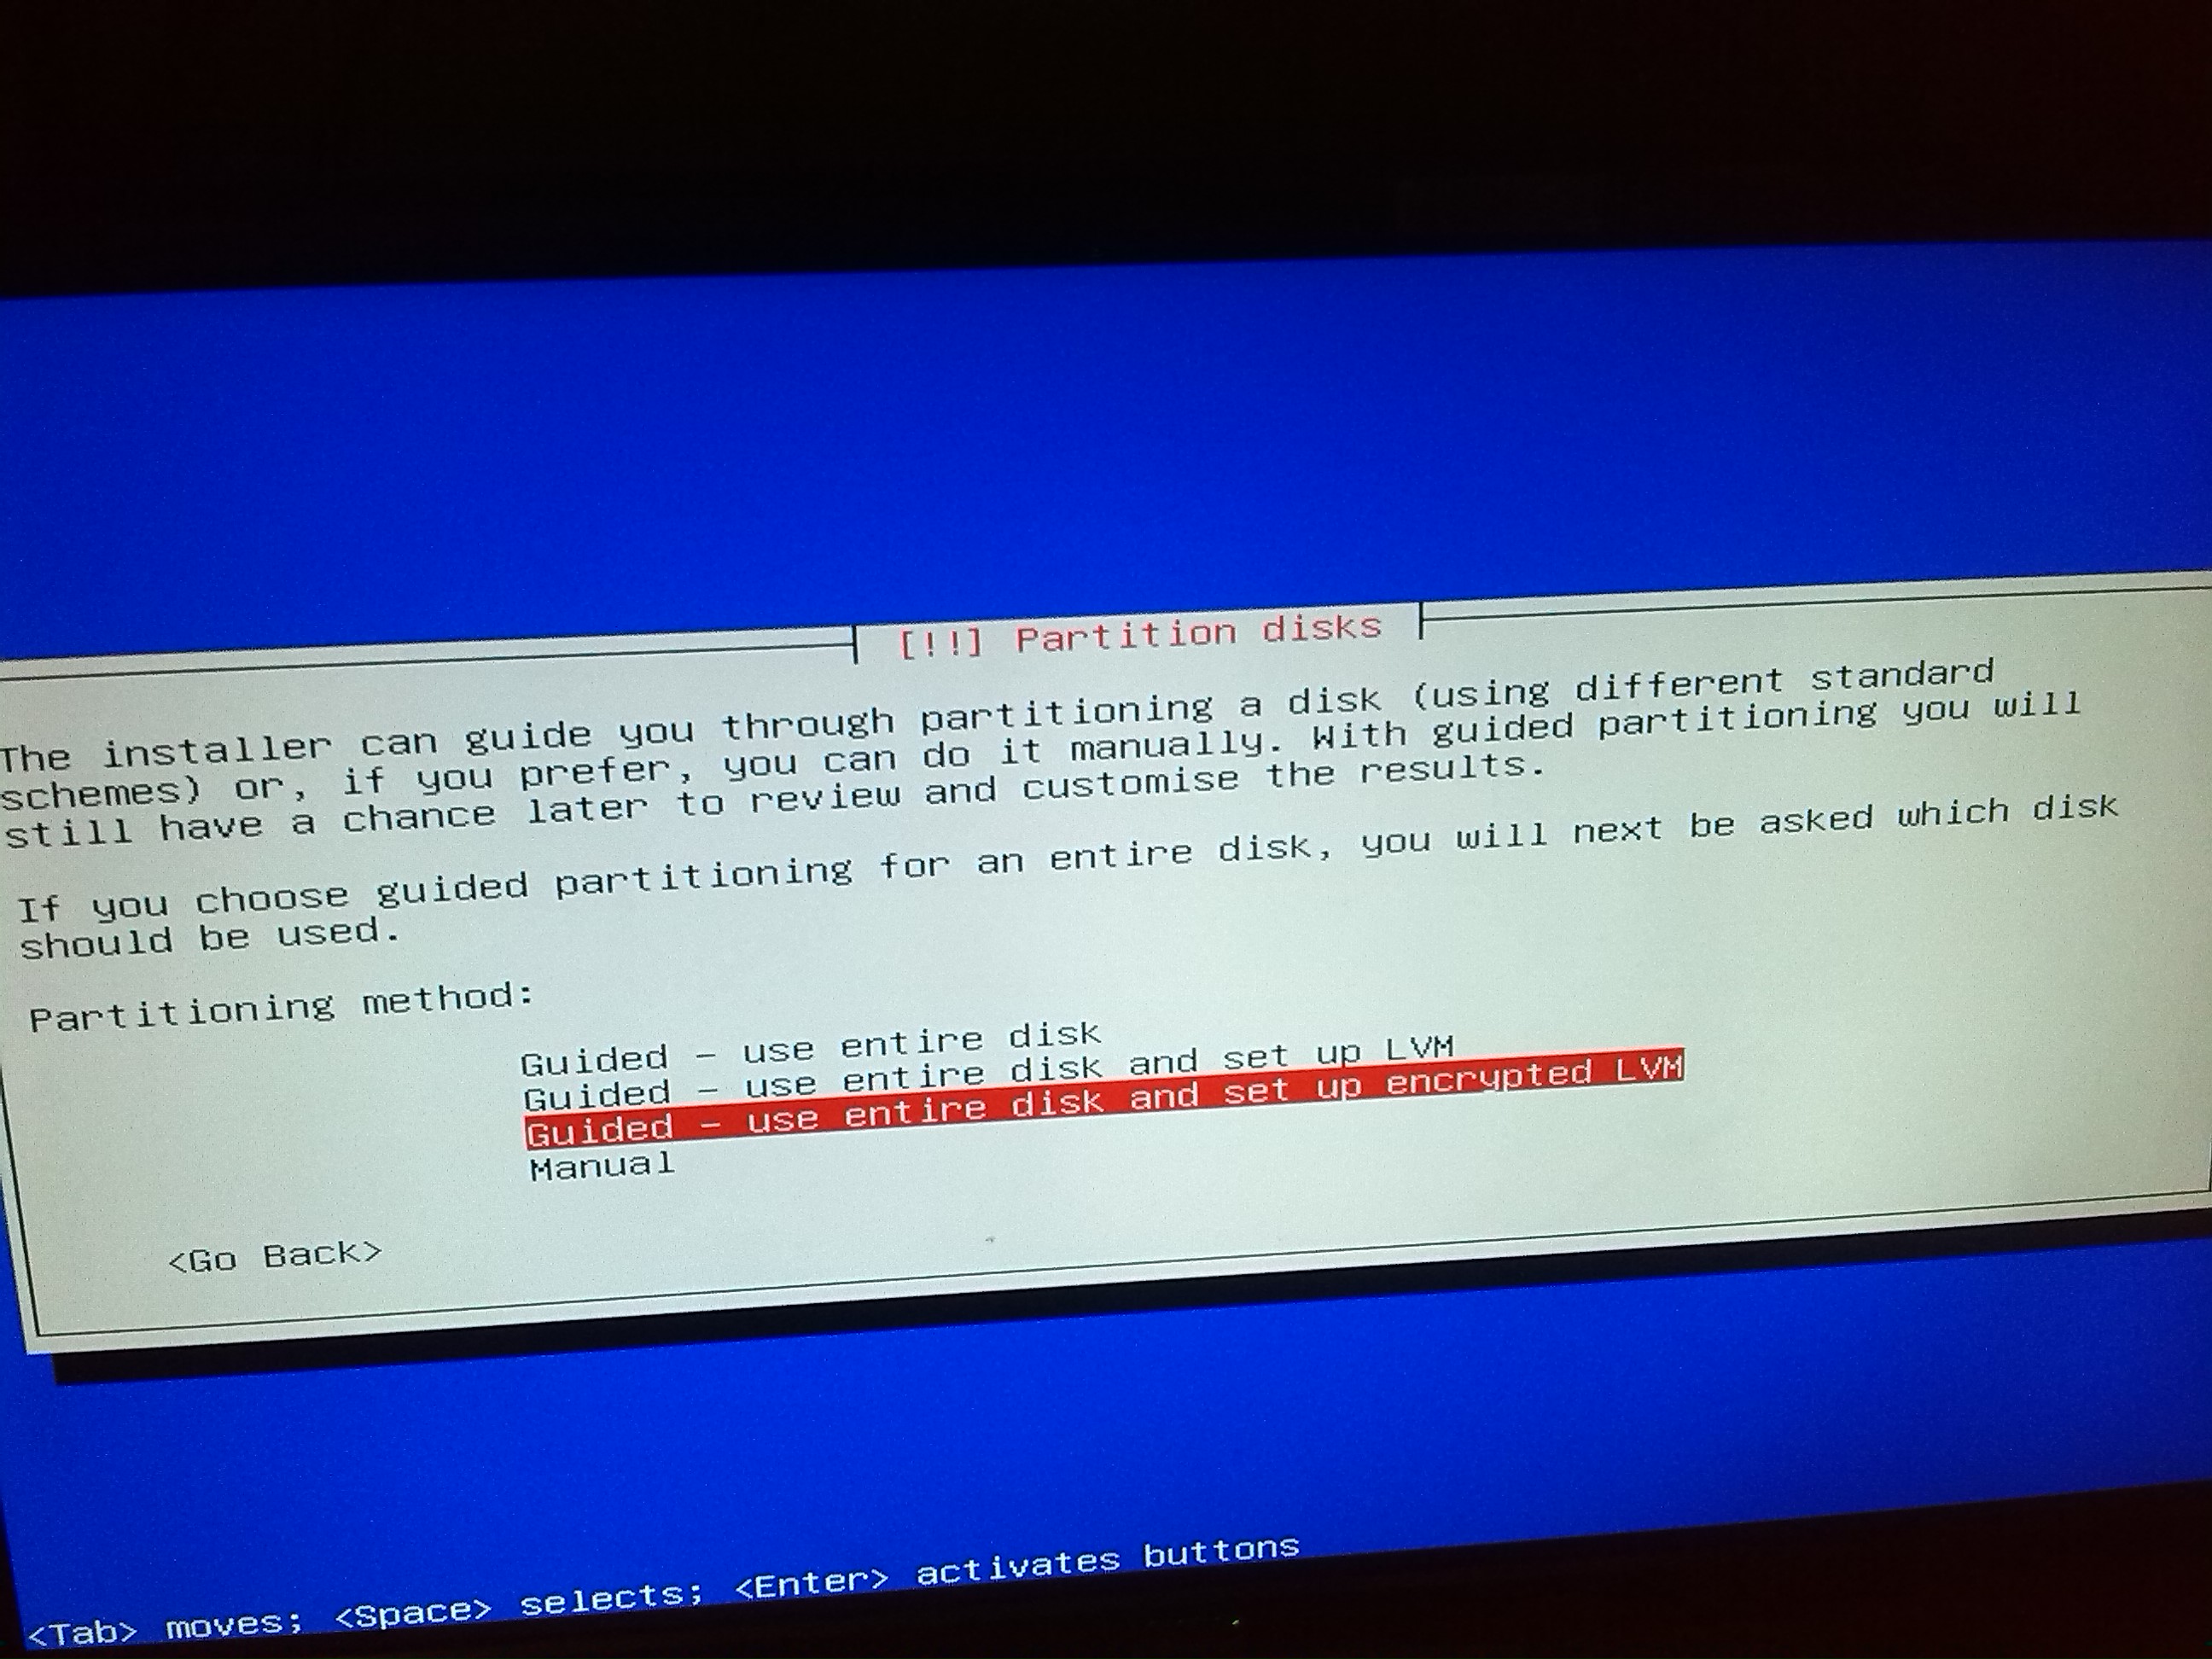 [!!] Partition disks
The installer can guide you through partitioning a disk (using different standard
schemes) or, if you prefer, you can do it manually. With guided partitioning you will
still have a chance later to review and customise the results.
If you choose guided partitioning for an entire disk, you will next be asked which disk
should be used.
Partitioning method:
Guided - use entire disk
Guided - use entire disk and set up LVM
Guided - use entire disk and set up encrypted LVM
Manual
<Go Back>
<Tab> moves; <Space> selects; <Enter> activates buttons